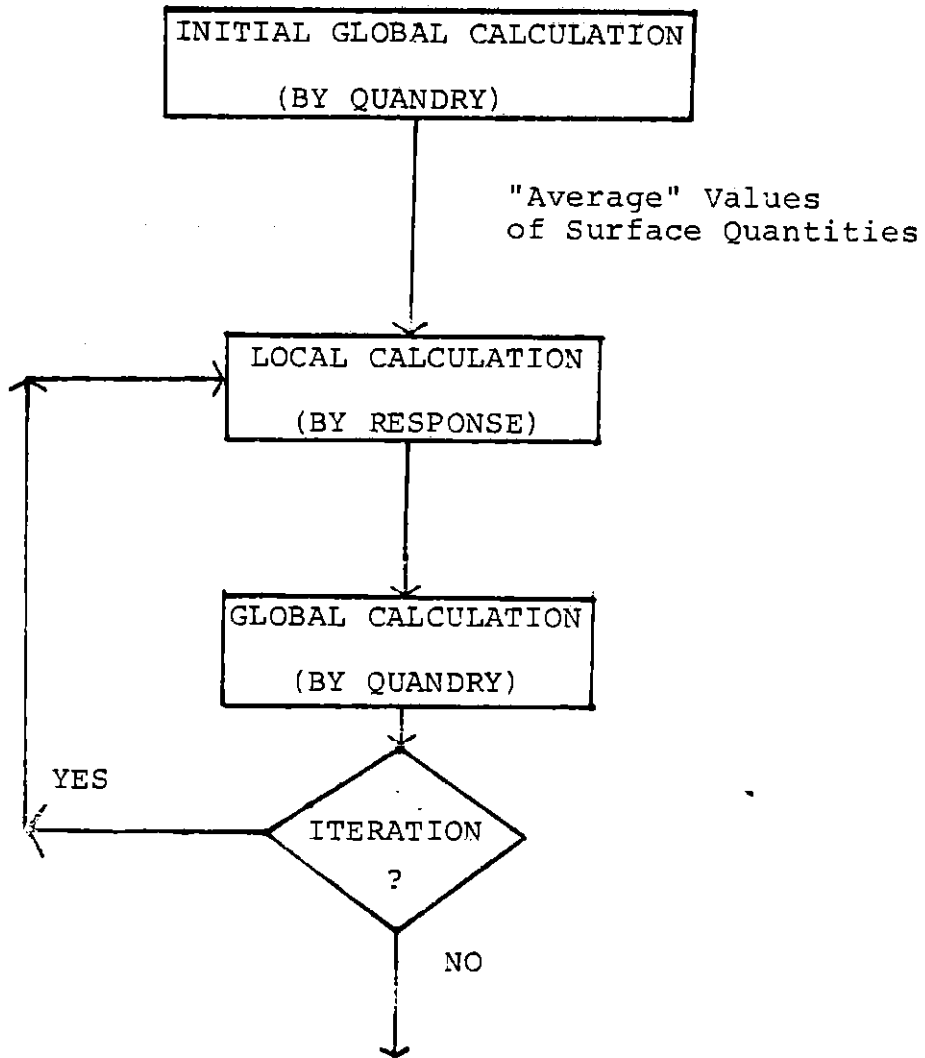 INITIAL GLOBAL CALCULATION
(BY QUANDRY)
"Average" Values
of Surface Quantities
LOCAL CALCULATION
(BY RESPONSE)
GLOBAL CALCULATION
(BY QUANDRY)
YES
ITERATION
?
NO